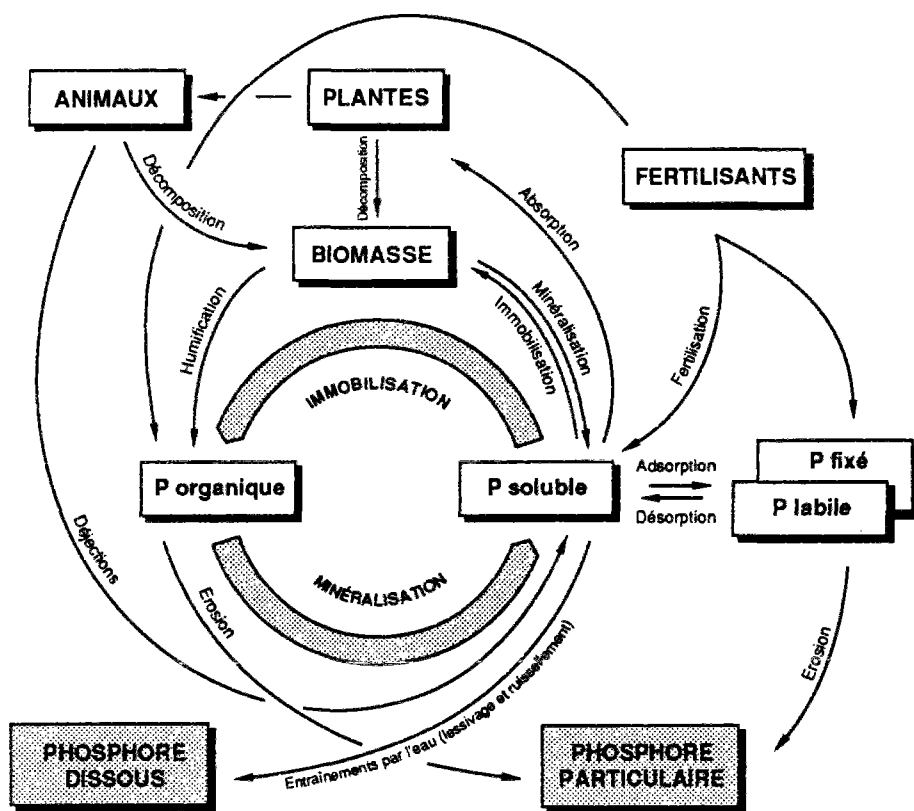 ANIMAUX
PLANTES
FERTILISANTS
Décomposition
Décomposition
Absorption
BIOMASSE
Humification
Minéralisation
Immobilisation
Fertilisation
IMMOBILISATION
P organique
P soluble
Adsorption
Désorption
P fixé
P labile
MINÉRALISATION
Déjections
Erosion
Erosion
Entraînements par l'eau (lessivage et ruissellement)
PHOSPHORE
DISSOUS
PHOSPHORE
PARTICULAIRE